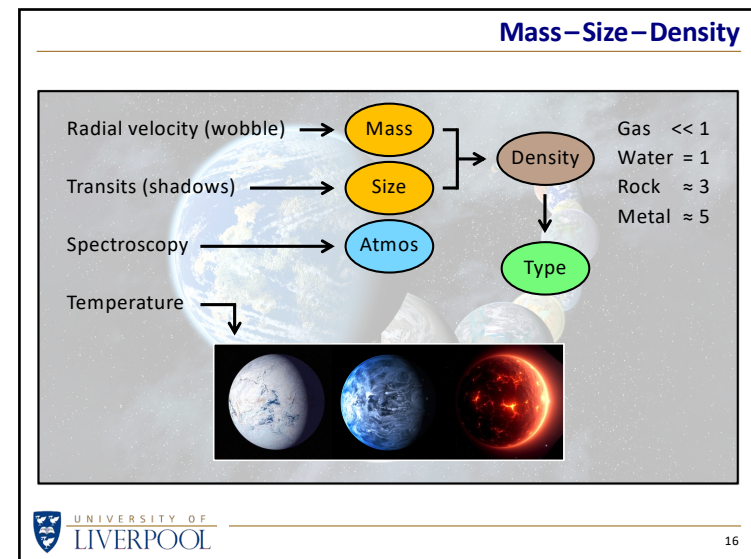 Mass–Size–Density
Radial velocity (wobble)
Mass
Transits (shadows)
Size
Spectroscopy
Atmos
Temperature
Density
Type
Gas << 1
Water = 1
Rock ≈ 3
Metal ≈ 5
UNIVERSITY OF
LIVERPOOL
16